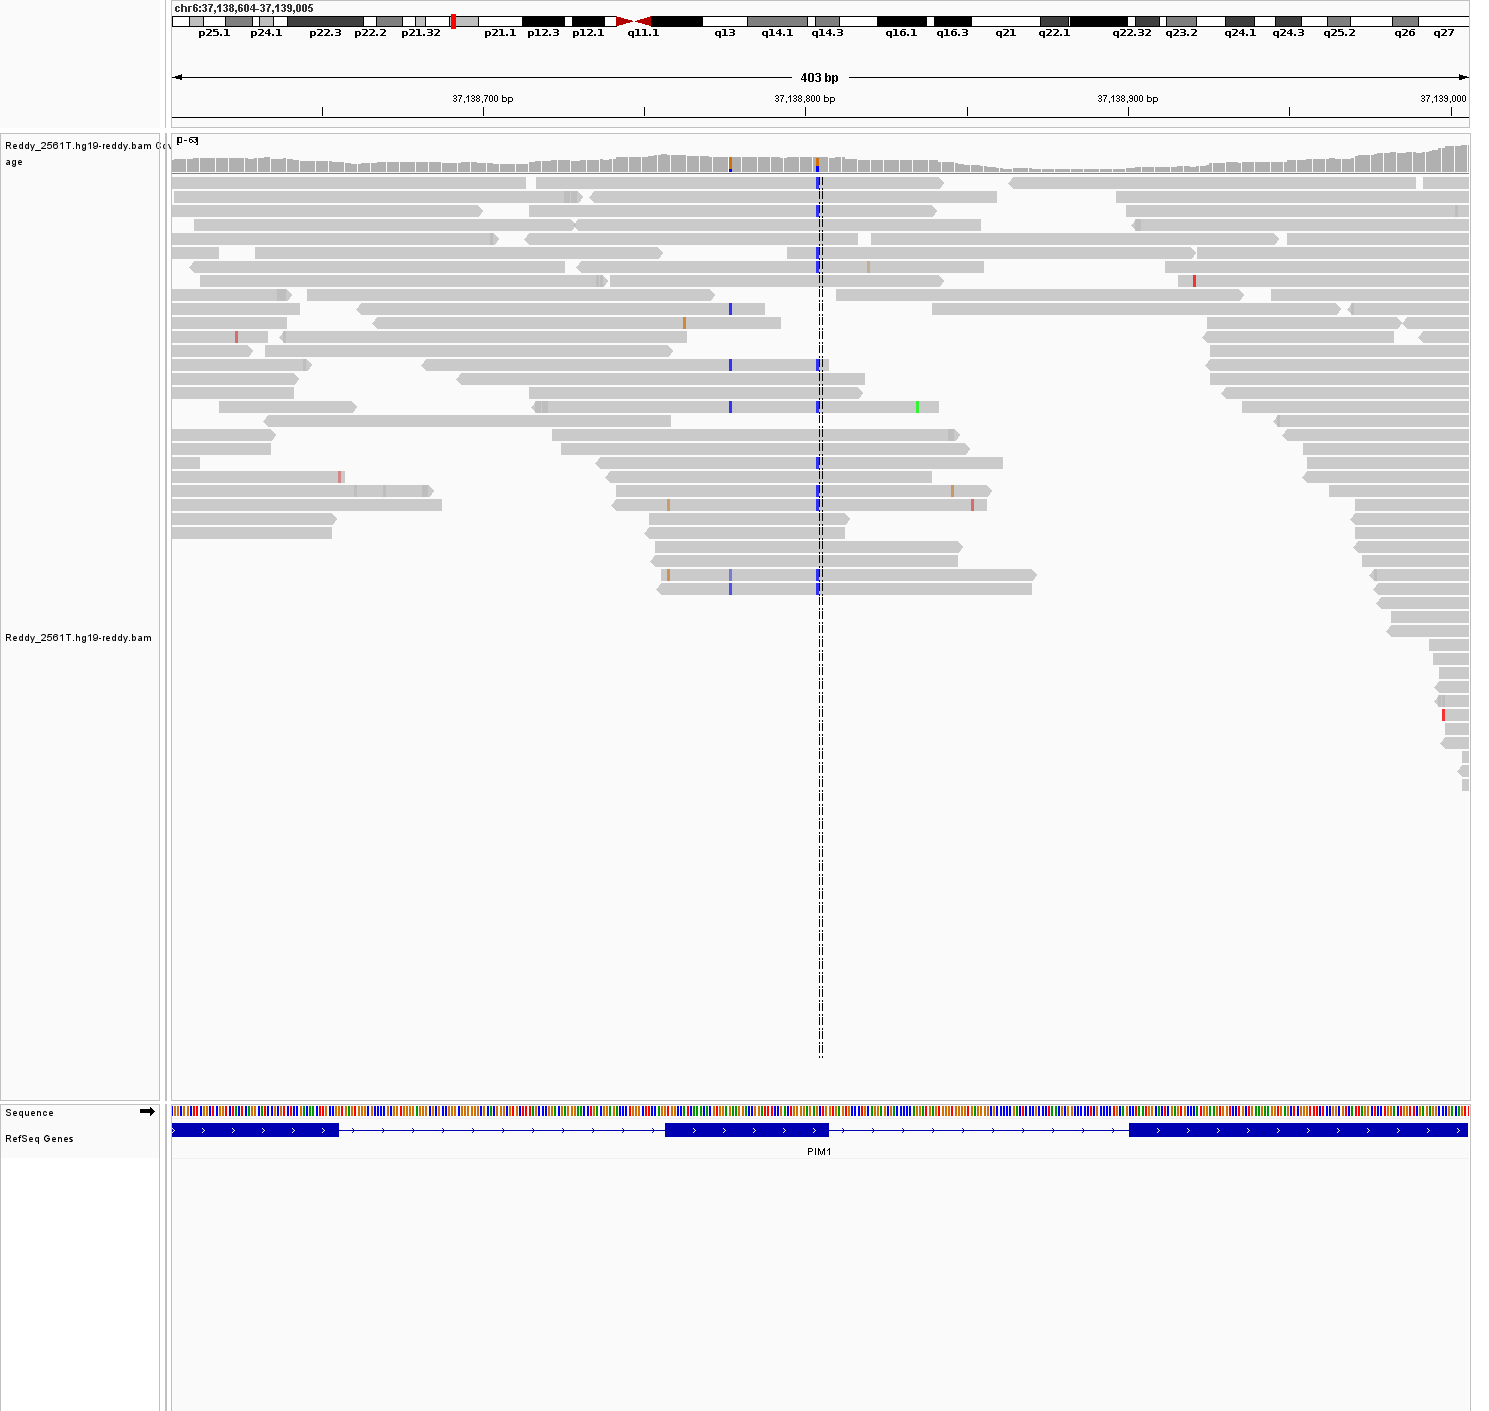 chr6:37,138,604-37,139,005
p25.1 p24.1 p22.3 p22.2 p21.32 p21.1 p12.3 p12.1 q11.1 q13 q14.1 q14.3 q16.1 q16.3 q21 q22.1 q22.32 q23.2 q24.1 q24.3 q25.2 q26 q27
403 bp
37,138,700 bp 37,138,800 bp 37,138,900 bp 37,139,000
[0 - 63]
Reddy_2561T.hg19-reddy.bam Cov
age
Reddy_2561T.hg19-reddy.bam
Sequence
RefSeq Genes
PIM1